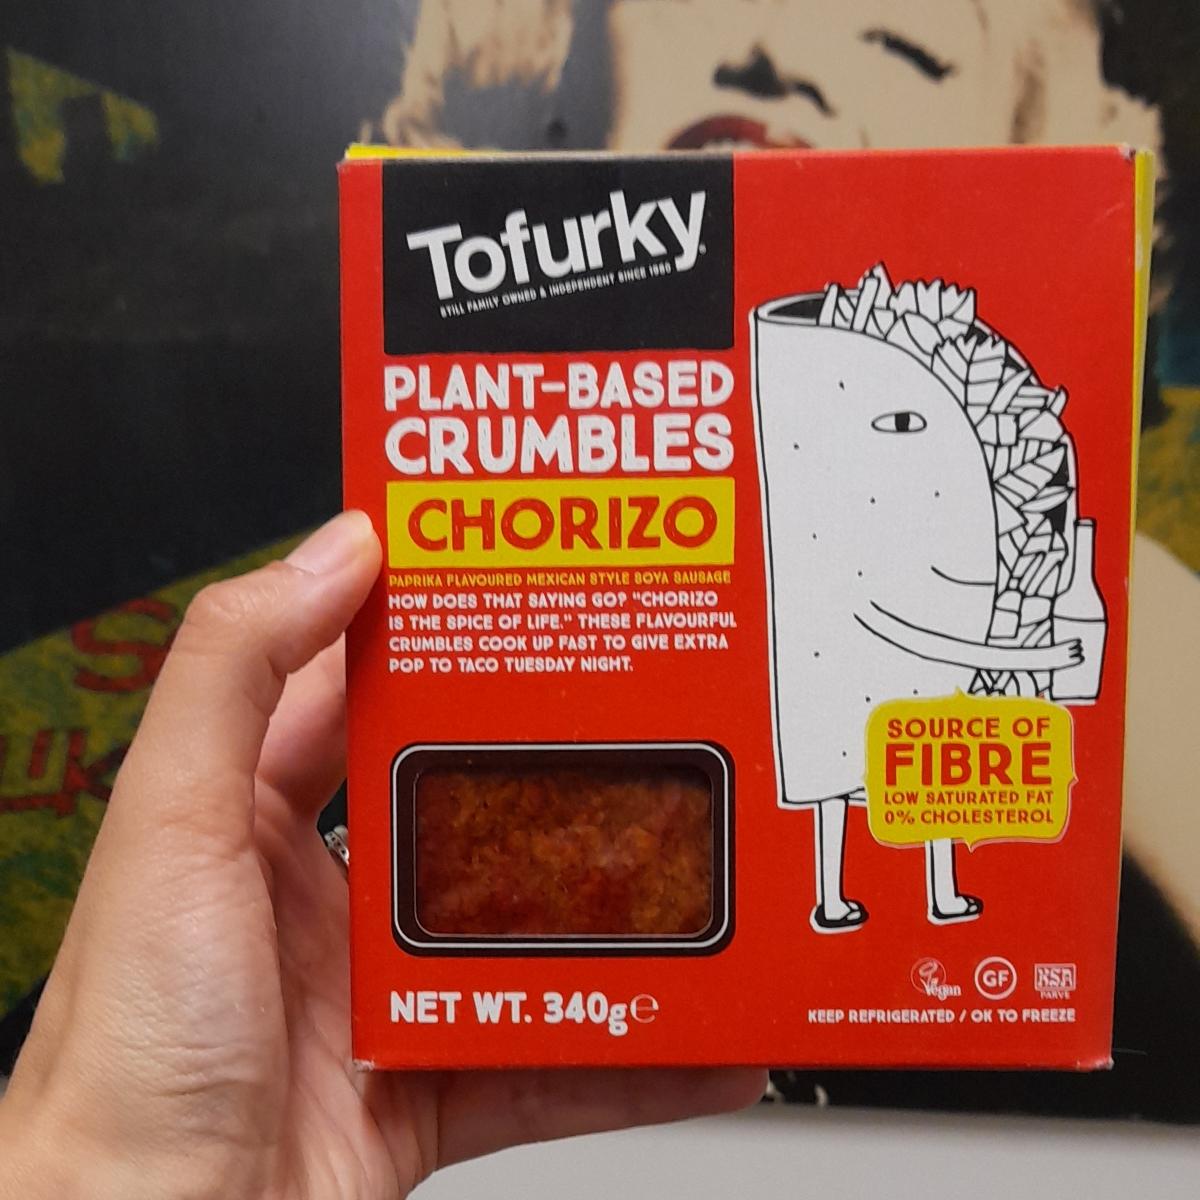 Tofurky
STILL FAMILY OWNED & INDEPENDENT SINCE 1980
PLANT-BASED
CRUMBLES
CHORIZO
PAPRIKA FLAVOURED MEXICAN STYLE SOYA SAUSAGE
HOW DOES THAT SAYING GO? "CHORIZO
IS THE SPICE OF LIFE." THESE FLAVOURFUL
CRUMBLES COOK UP FAST TO GIVE EXTRA
POP TO TACO TUESDAY NIGHT.
SOURCE OF
FIBRE
LOW SATURATED FAT
0% CHOLESTEROL
NET WT. 340g℮
Vegan
GF
KSA
PARVE
KEEP REFRIGERATED / OK TO FREEZE